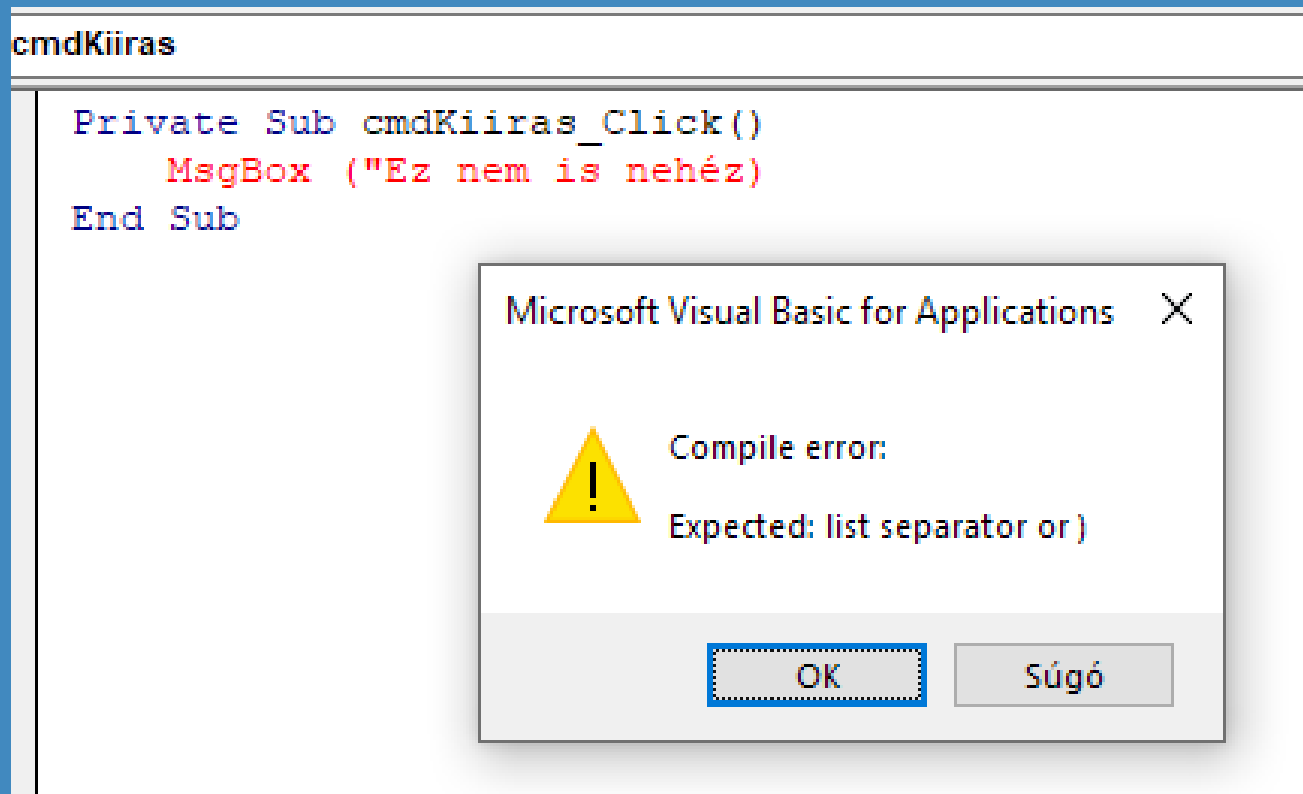 cmdKiiras
Private Sub cmdKiiras_Click()
MsgBox ("Ez nem is nehéz)
End Sub
Microsoft Visual Basic for Applications
Compile error:
Expected: list separator or )
OK
Súgó